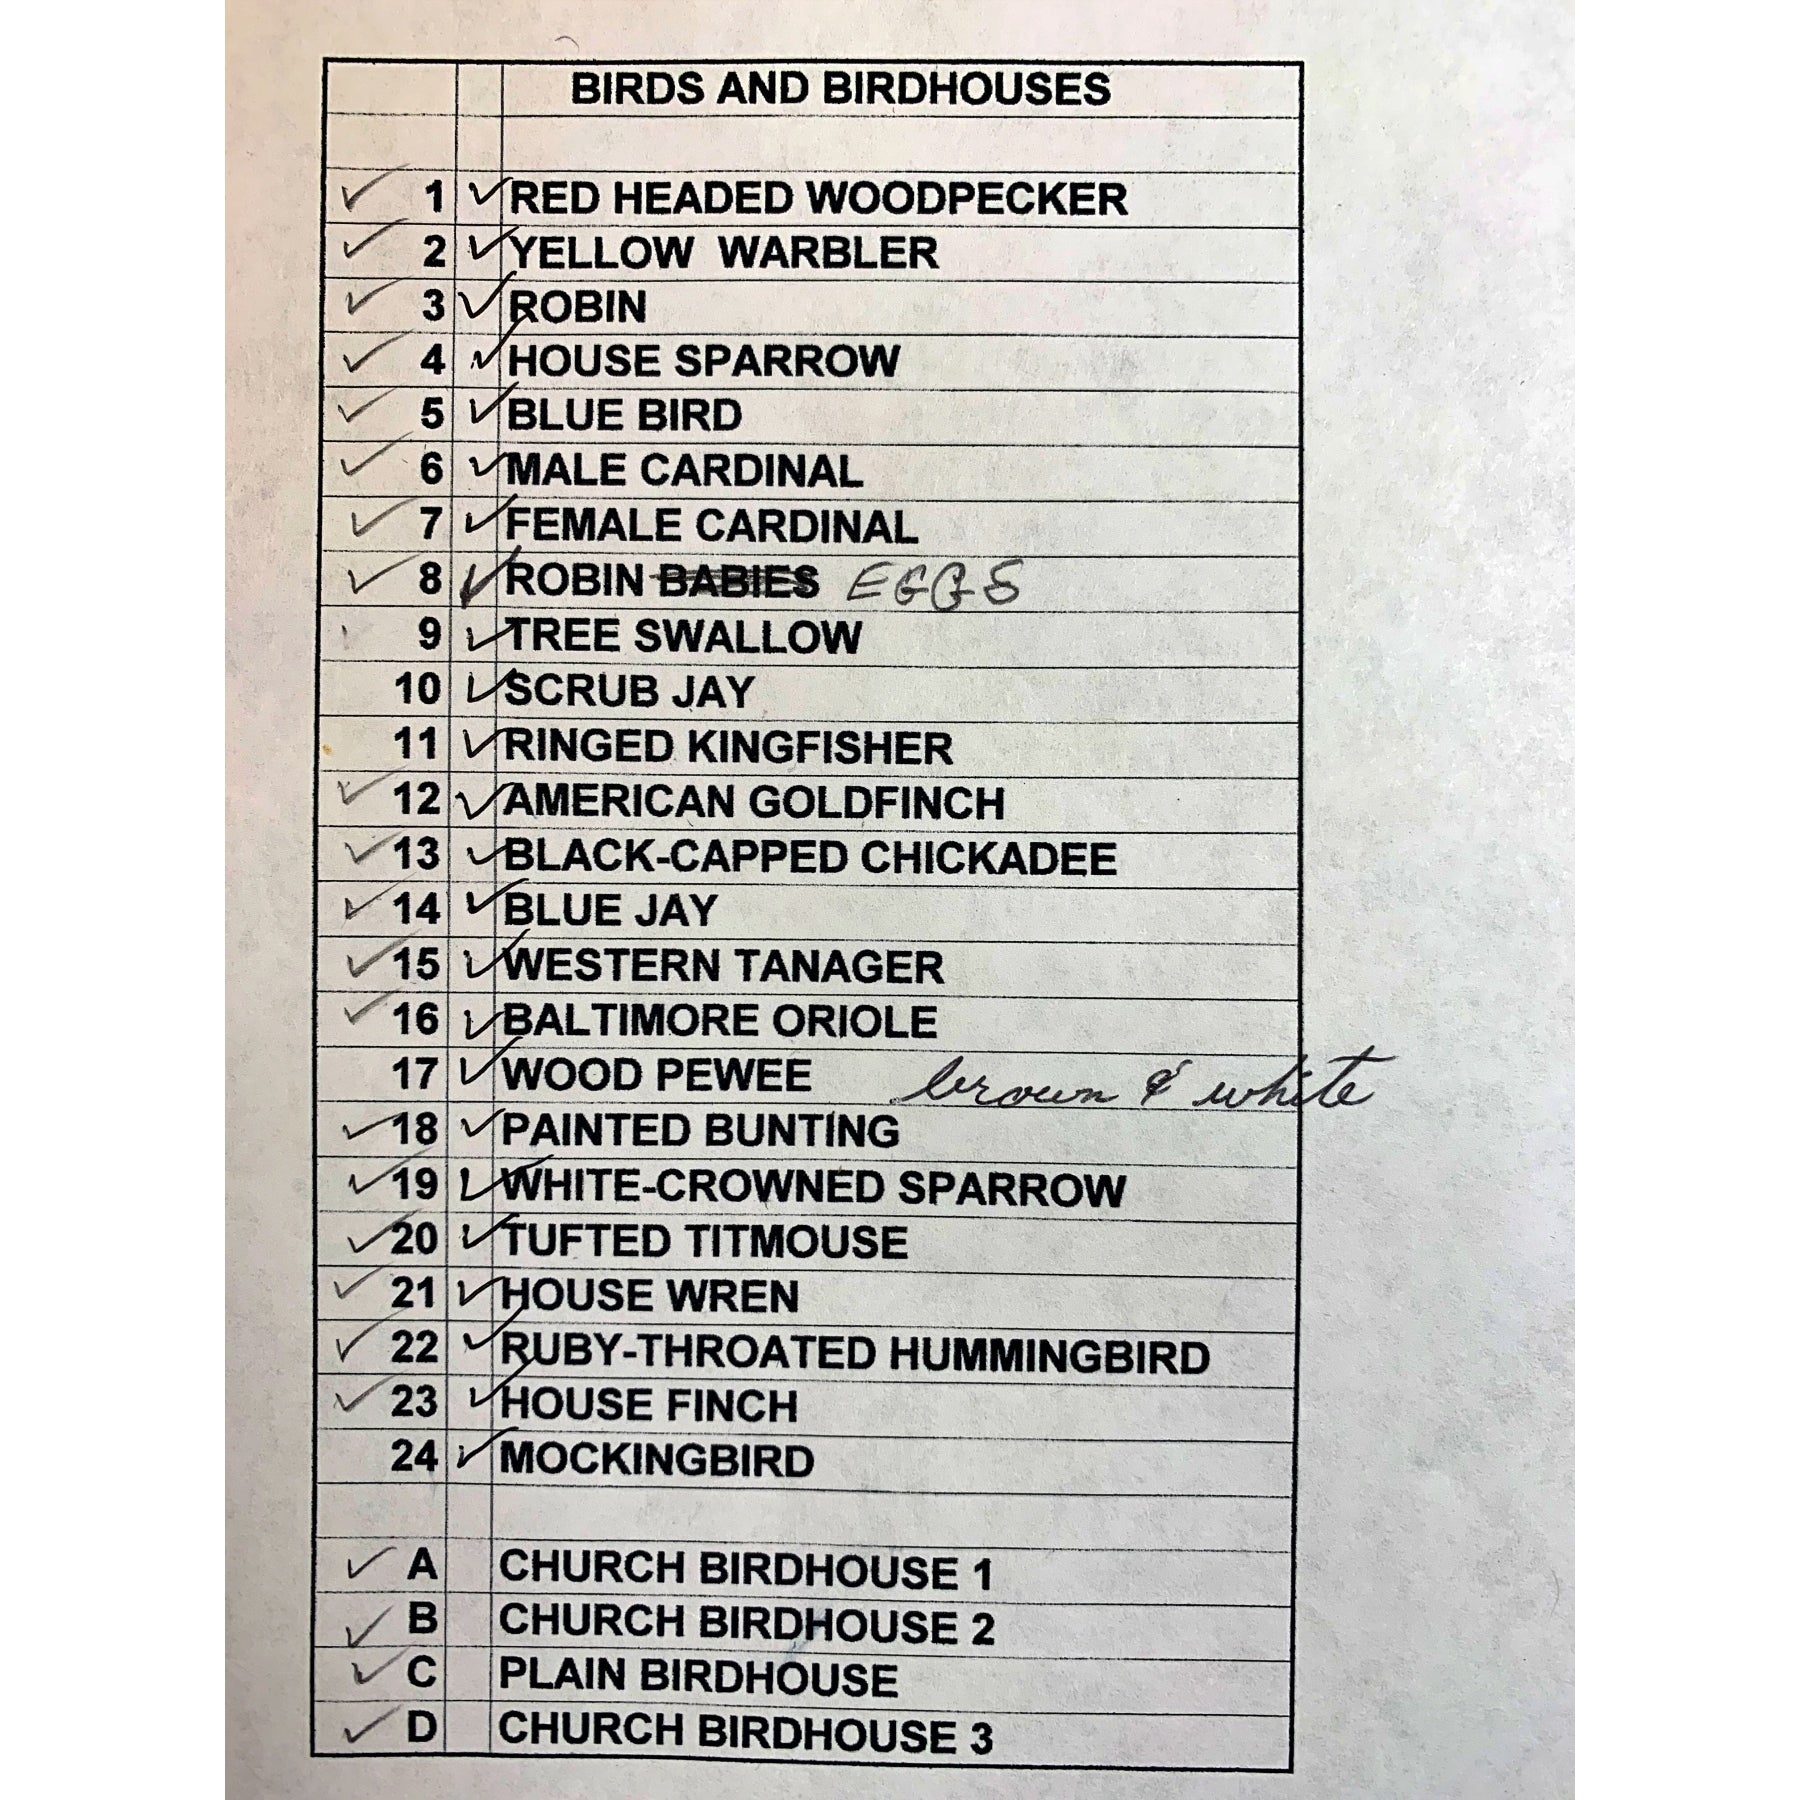 BIRDS AND BIRDHOUSES
✓ 1 ✓ RED HEADED WOODPECKER
✓ 2 ✓ YELLOW WARBLER
✓ 3 ✓ ROBIN
✓ 4 ✓ HOUSE SPARROW
✓ 5 ✓ BLUE BIRD
✓ 6 ✓ MALE CARDINAL
✓ 7 ✓ FEMALE CARDINAL
✓ 8 ✓ ROBIN BABIES EGGS
✓ 9 ✓ TREE SWALLOW
10 ✓ SCRUB JAY
11 ✓ RINGED KINGFISHER
✓ 12 ✓ AMERICAN GOLDFINCH
✓ 13 ✓ BLACK-CAPPED CHICKADEE
✓ 14 ✓ BLUE JAY
✓ 15 ✓ WESTERN TANAGER
✓ 16 ✓ BALTIMORE ORIOLE
17 ✓ WOOD PEWEE brown & white
✓ 18 ✓ PAINTED BUNTING
✓ 19 ✓ WHITE-CROWNED SPARROW
✓ 20 ✓ TUFTED TITMOUSE
✓ 21 ✓ HOUSE WREN
✓ 22 ✓ RUBY-THROATED HUMMINGBIRD
✓ 23 ✓ HOUSE FINCH
24 ✓ MOCKINGBIRD
✓ A CHURCH BIRDHOUSE 1
✓ B CHURCH BIRDHOUSE 2
✓ C PLAIN BIRDHOUSE
✓ D CHURCH BIRDHOUSE 3